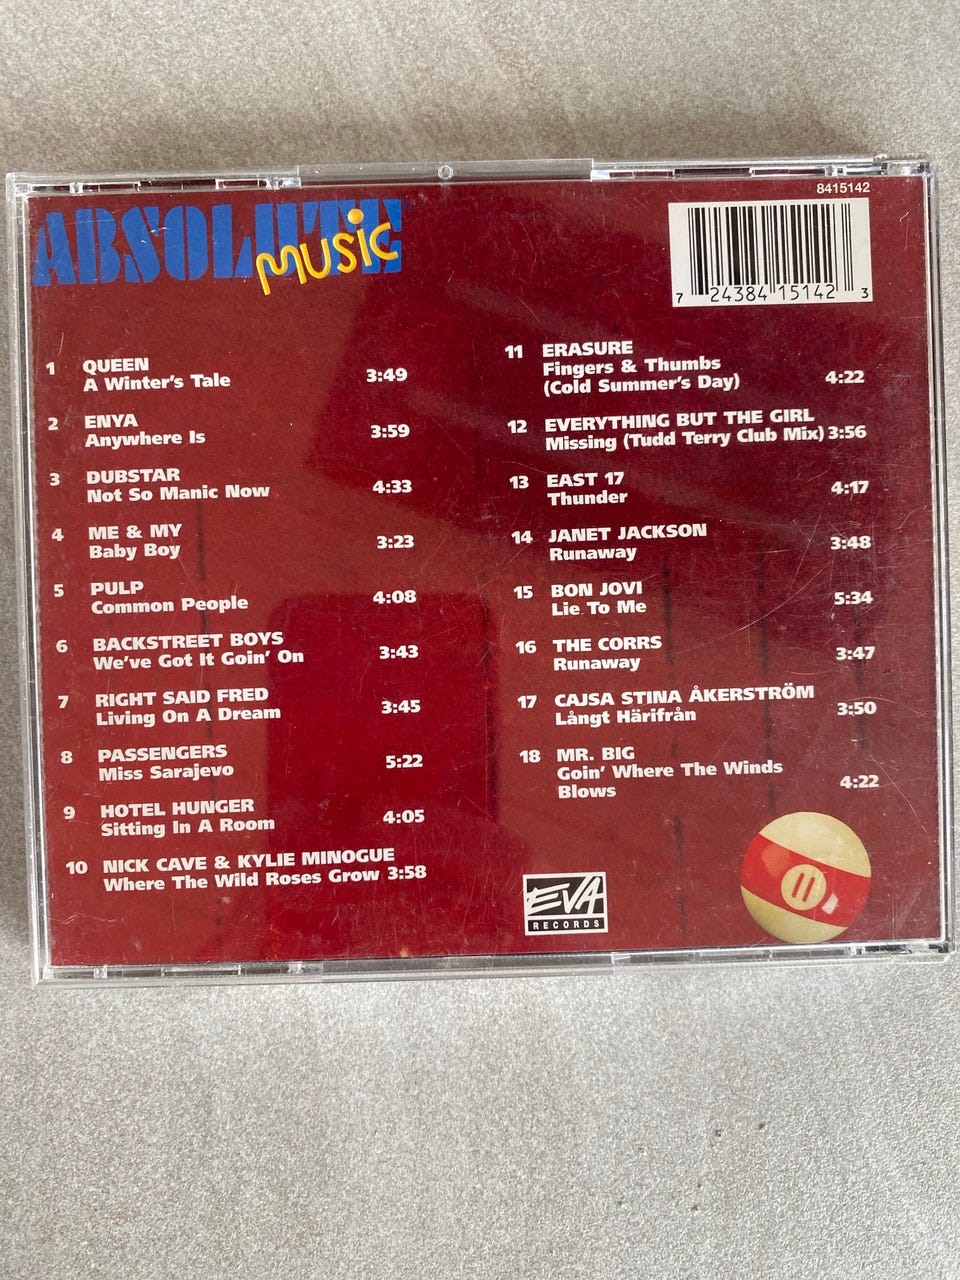 8415142
ABSOLUTE
music
7 24384 15142 3
1 QUEEN
A Winter's Tale 3:49
2 ENYA
Anywhere Is 3:59
3 DUBSTAR
Not So Manic Now 4:33
4 ME & MY
Baby Boy 3:23
5 PULP
Common People 4:08
6 BACKSTREET BOYS
We've Got It Goin' On 3:43
7 RIGHT SAID FRED
Living On A Dream 3:45
8 PASSENGERS
Miss Sarajevo 5:22
9 HOTEL HUNGER
Sitting In A Room 4:05
10 NICK CAVE & KYLIE MINOGUE
Where The Wild Roses Grow 3:58
11 ERASURE
Fingers & Thumbs
(Cold Summer's Day) 4:22
12 EVERYTHING BUT THE GIRL
Missing (Tudd Terry Club Mix) 3:56
13 EAST 17
Thunder 4:17
14 JANET JACKSON
Runaway 3:48
15 BON JOVI
Lie To Me 5:34
16 THE CORRS
Runaway 3:47
17 CAJSA STINA ÅKERSTRÖM
Långt Härifrån 3:50
18 MR. BIG
Goin' Where The Winds
Blows 4:22
EVA
RECORDS
11